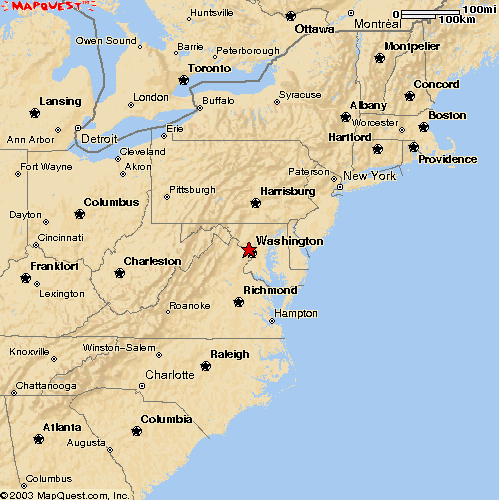 MAPQUEST
Huntsville
Ottawa
Montréal
100mi
100km
Owen Sound
Barrie
Peterborough
Montpelier
Toronto
Lansing
London
Buffalo
Syracuse
Albany
Concord
Ann Arbor
Detroit
Erie
Hartford
Worcester
Boston
Cleveland
Providence
Fort Wayne
Akron
Pittsburgh
Harrisburg
Paterson
New York
Columbus
Dayton
Cincinnati
Washington
Frankfort
Charleston
Lexington
Richmond
Roanoke
Hampton
Knoxville
Winston-Salem
Raleigh
Chattanooga
Charlotte
Atlanta
Columbia
Augusta
Columbus
©2003 MapQuest.com, Inc.